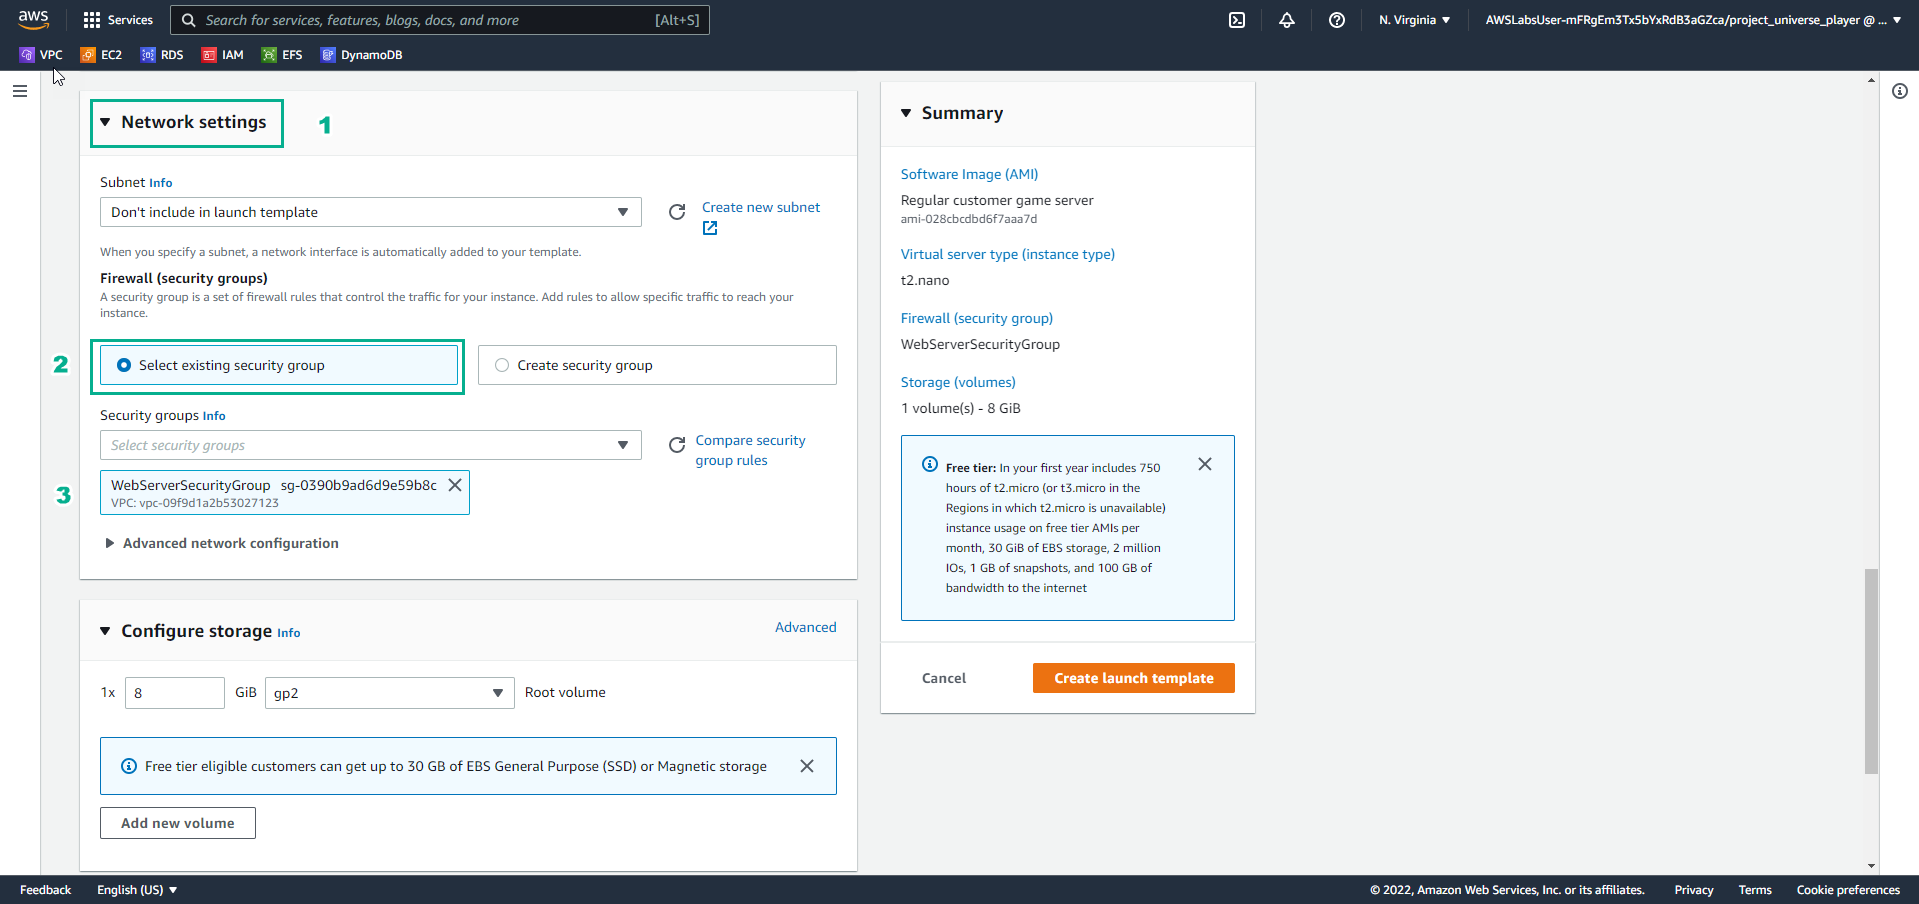 aws
Services
Search for services, features, blogs, docs, and more
[Alt+S]
N. Virginia
AWSLabsUser-mFRgEm3Tx5bYxRdB3aGZca/project_universe_player @ ...
VPC
EC2
RDS
IAM
EFS
DynamoDB
Network settings
1
Subnet Info
Don't include in launch template
Create new subnet
When you specify a subnet, a network interface is automatically added to your template.
Firewall (security groups)
A security group is a set of firewall rules that control the traffic for your instance. Add rules to allow specific traffic to reach your
instance.
2
Select existing security group
Create security group
Security groups Info
Select security groups
Compare security
group rules
3
WebServerSecurityGroup sg-0390b9ad6d9e59b8c
VPC: vpc-09f9d1a2b53027123
Advanced network configuration
Configure storage Info
Advanced
1x
8
GiB
gp2
Root volume
Free tier eligible customers can get up to 30 GB of EBS General Purpose (SSD) or Magnetic storage
Add new volume
Summary
Software Image (AMI)
Regular customer game server
ami-028cbcdbd6f7aaa7d
Virtual server type (instance type)
t2.nano
Firewall (security group)
WebServerSecurityGroup
Storage (volumes)
1 volume(s) - 8 GiB
Free tier: In your first year includes 750
hours of t2.micro (or t3.micro in the
Regions in which t2.micro is unavailable)
instance usage on free tier AMIs per
month, 30 GiB of EBS storage, 2 million
IOs, 1 GB of snapshots, and 100 GB of
bandwidth to the internet
Cancel
Create launch template
Feedback
English (US)
© 2022, Amazon Web Services, Inc. or its affiliates.
Privacy
Terms
Cookie preferences